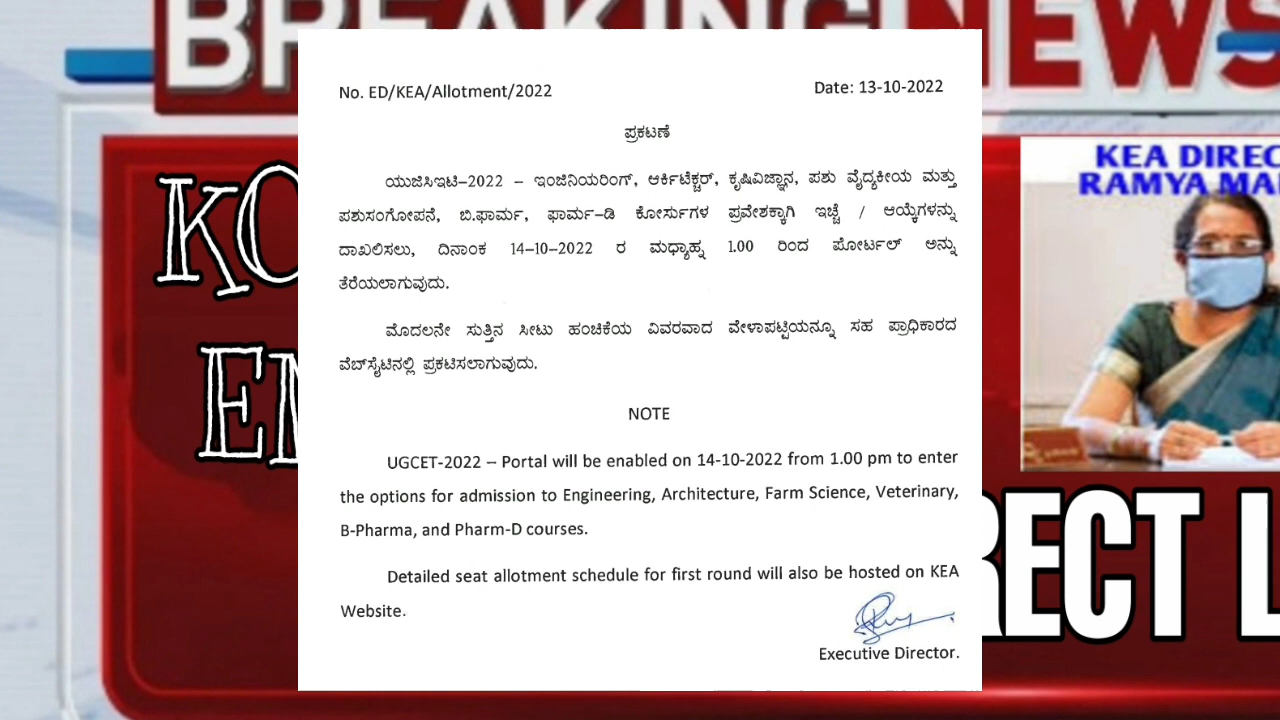 BREAKING NEWS
No. ED/KEA/Allotment/2022
Date: 13-10-2022
ಪ್ರಕಟಣೆ
ಯುಜಿಸಿಇಟಿ–2022 – ಇಂಜಿನಿಯರಿಂಗ್, ಆರ್ಕಿಟೆಕ್ಚರ್, ಕೃಷಿವಿಜ್ಞಾನ, ಪಶು ವೈದ್ಯಕೀಯ ಮತ್ತು
ಪಶುಸಂಗೋಪನೆ, ಬಿ.ಫಾರ್ಮ, ಫಾರ್ಮ–ಡಿ ಕೋರ್ಸುಗಳ ಪ್ರವೇಶಕ್ಕಾಗಿ ಇಚ್ಛೆ / ಆಯ್ಕೆಗಳನ್ನು
ದಾಖಲಿಸಲು, ದಿನಾಂಕ 14–10–2022 ರ ಮಧ್ಯಾಹ್ನ 1.00 ರಿಂದ ಪೋರ್ಟಲ್ ಅನ್ನು
ತೆರೆಯಲಾಗುವುದು.
ಮೊದಲನೇ ಸುತ್ತಿನ ಸೀಟು ಹಂಚಿಕೆಯ ವಿವರವಾದ ವೇಳಾಪಟ್ಟಿಯನ್ನೂ ಸಹ ಪ್ರಾಧಿಕಾರದ
ವೆಬ್‌ಸೈಟಿನಲ್ಲಿ ಪ್ರಕಟಿಸಲಾಗುವುದು.
NOTE
UGCET-2022 – Portal will be enabled on 14-10-2022 from 1.00 pm to enter
the options for admission to Engineering, Architecture, Farm Science, Veterinary,
B-Pharma, and Pharm-D courses.
Detailed seat allotment schedule for first round will also be hosted on KEA
Website.
Executive Director.
KEA DIREC
RAMYA MA
KO
EM
RECT L